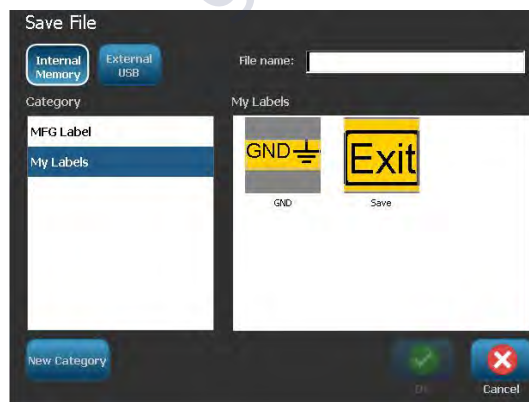 Save File
Internal Memory
External USB
File name:
Category
My Labels
MFG Label
My Labels
GND
Exit
GND
Save
New Category
OK
Cancel